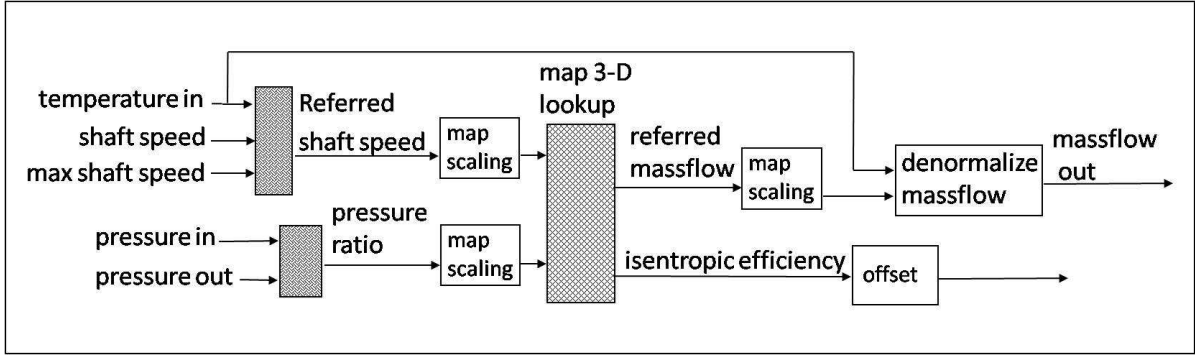 temperature in
shaft speed
max shaft speed
Referred
shaft speed
map
scaling
map 3-D
lookup
referred
massflow
map
scaling
denormalize
massflow
massflow
out
pressure in
pressure out
pressure
ratio
map
scaling
isentropic efficiency
offset